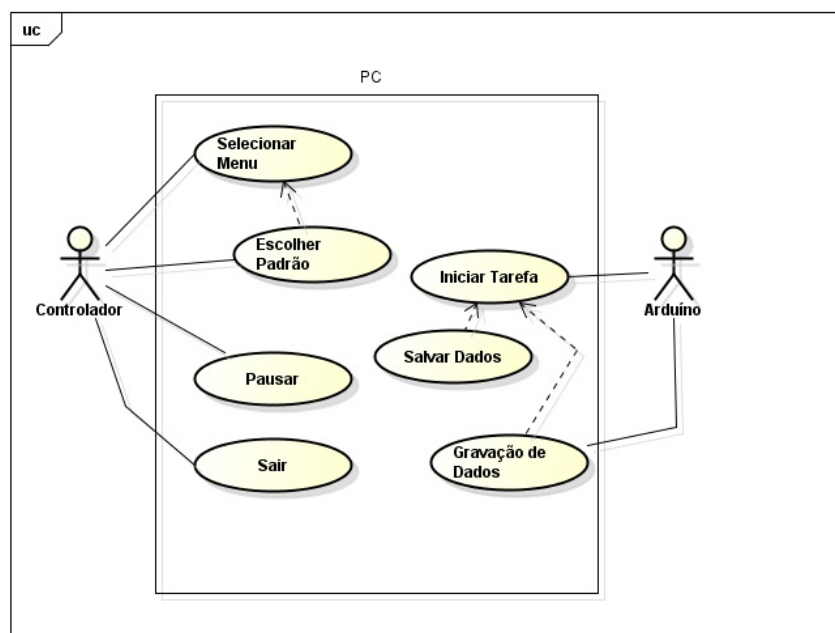 uc
PC
Selecionar
Menu
Escolher
Padrão
Iniciar Tarefa
Controlador
Arduíno
Salvar Dados
Pausar
Gravação de
Dados
Sair